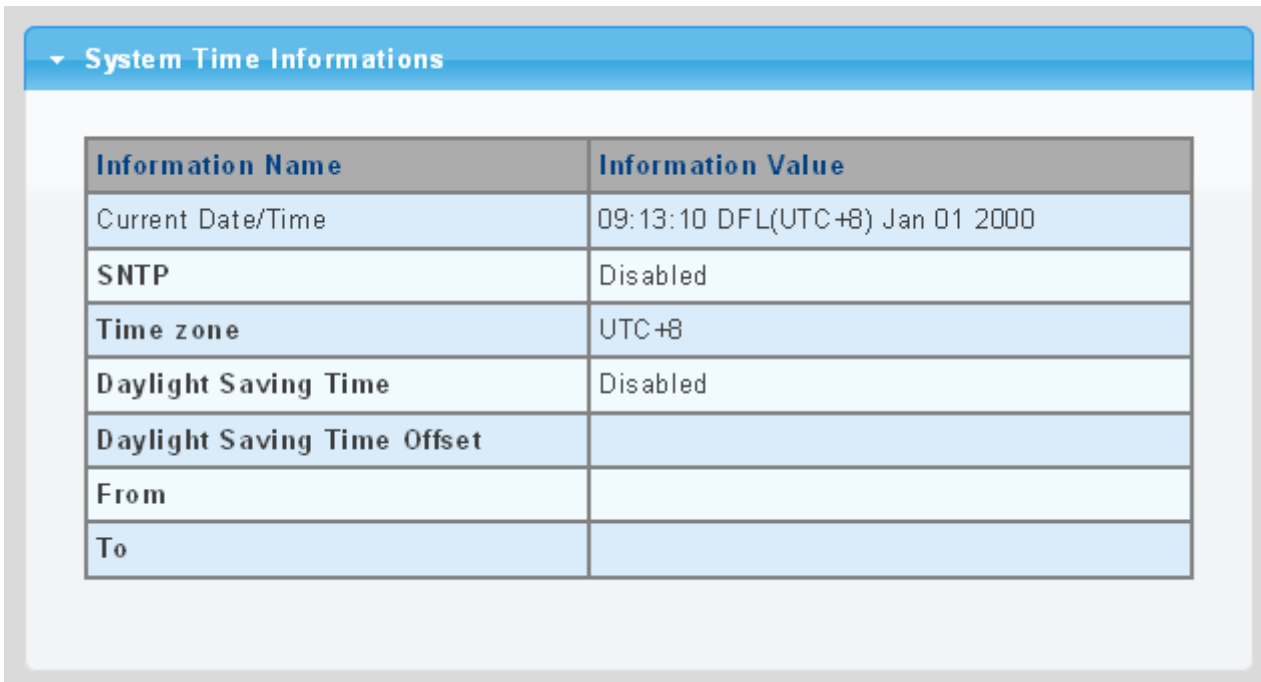 System Time Informations
Information Name Information Value
Current Date/Time 09:13:10 DFL(UTC+8) Jan 01 2000
SNTP Disabled
Time zone UTC+8
Daylight Saving Time Disabled
Daylight Saving Time Offset
From
To